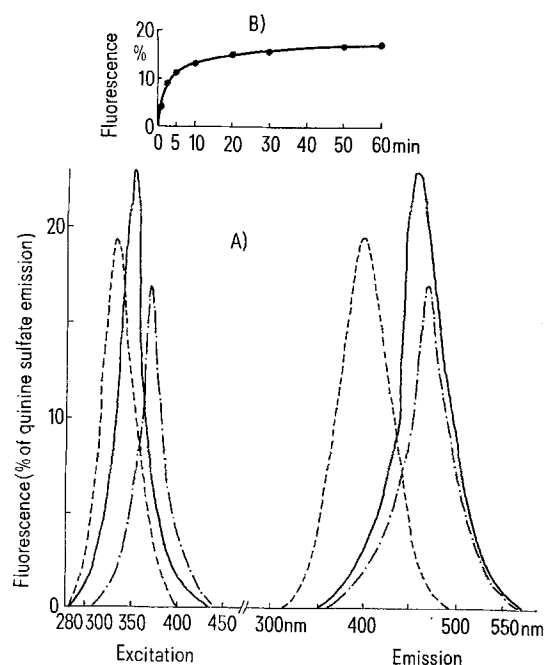 B)
Fluorescence
%
20
10
0
0 5 10 20 30 40 50 60 min
A)
Fluorescence (% of quinine sulfate emission)
20
10
0
280 300 350 400 450 300nm 400 500 550nm
Excitation Emission